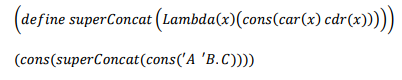 (define superConcat (Lambda(x)(cons(car(x) cdr(x)))))
(cons(superConcat(cons('A 'B.C))))